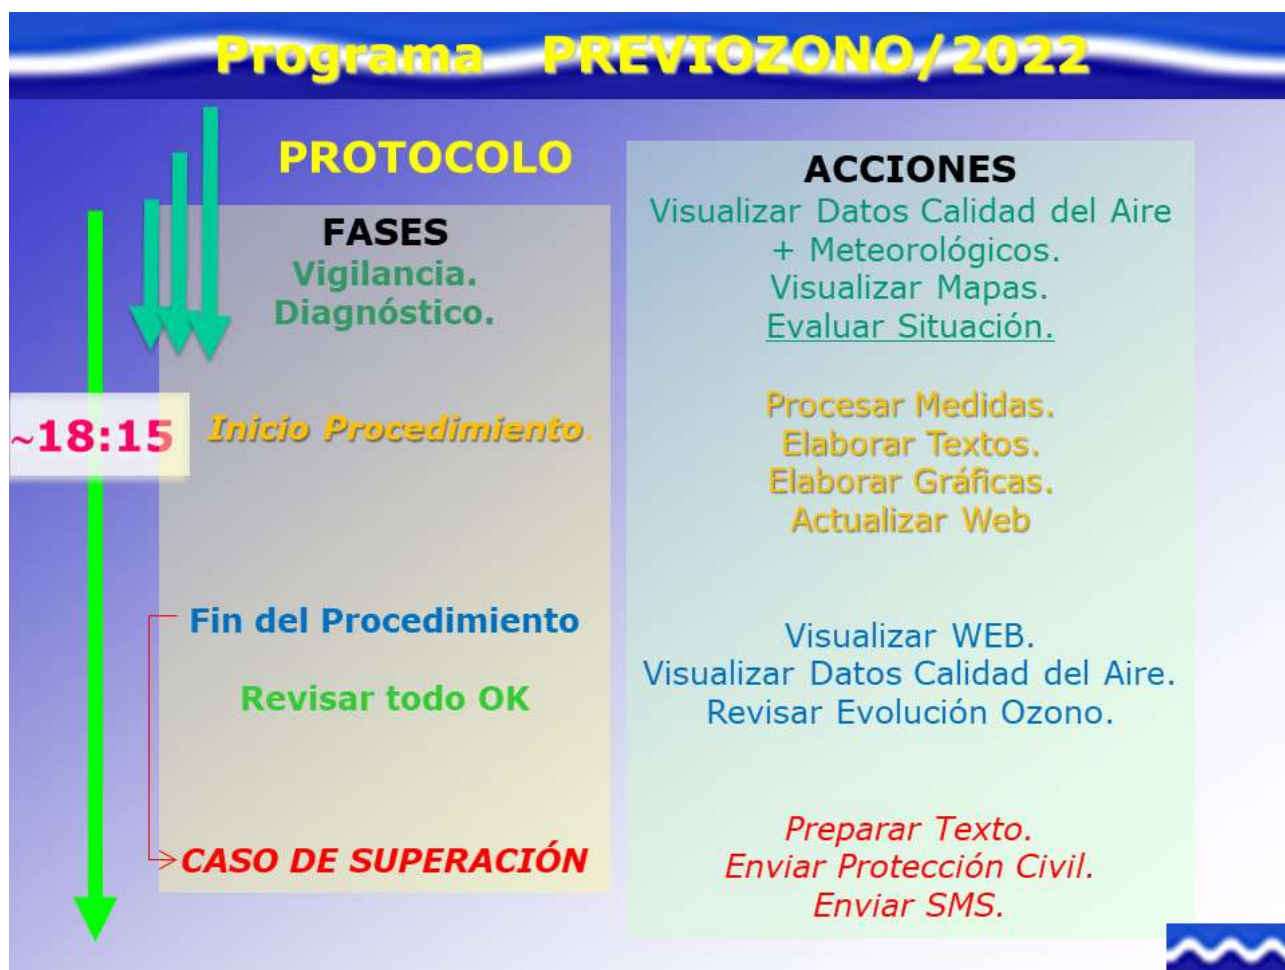 Programa PREVIOZONO/2022
PROTOCOLO
FASES
Vigilancia.
Diagnóstico.
~18:15
Inicio Procedimiento.
Fin del Procedimiento
Revisar todo OK
CASO DE SUPERACIÓN
ACCIONES
Visualizar Datos Calidad del Aire
+ Meteorológicos.
Visualizar Mapas.
Evaluar Situación.
Procesar Medidas.
Elaborar Textos.
Elaborar Gráficas.
Actualizar Web
Visualizar WEB.
Visualizar Datos Calidad del Aire.
Revisar Evolución Ozono.
Preparar Texto.
Enviar Protección Civil.
Enviar SMS.